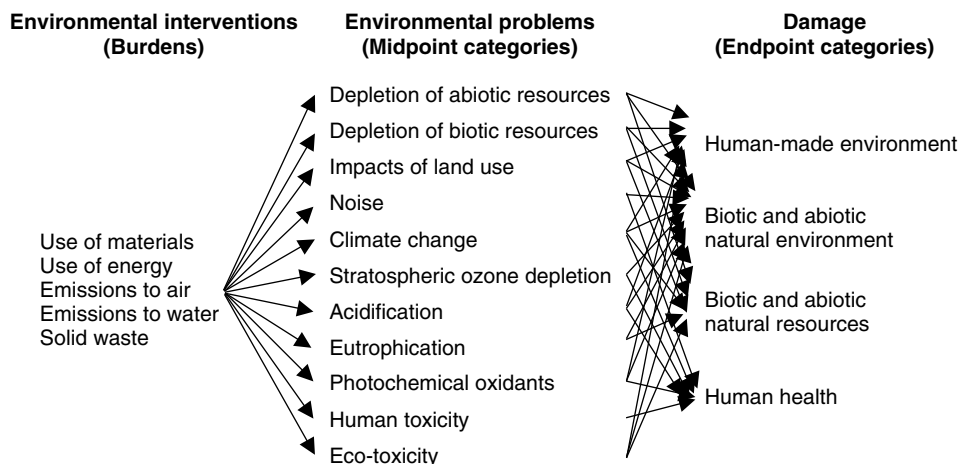 Environmental interventions
(Burdens)
Environmental problems
(Midpoint categories)
Damage
(Endpoint categories)
Use of materials
Use of energy
Emissions to air
Emissions to water
Solid waste
Depletion of abiotic resources
Depletion of biotic resources
Impacts of land use
Noise
Climate change
Stratospheric ozone depletion
Acidification
Eutrophication
Photochemical oxidants
Human toxicity
Eco-toxicity
Human-made environment
Biotic and abiotic
natural environment
Biotic and abiotic
natural resources
Human health